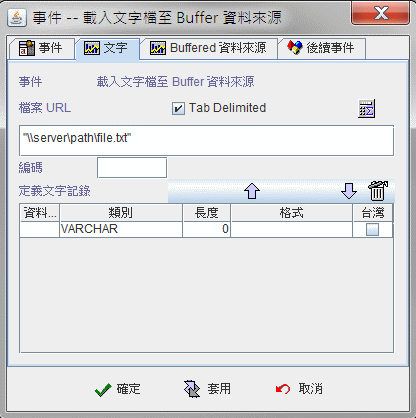 事件 -- 載入文字檔至 Buffer 資料來源
事件 文字 Buffered 資料來源 後續事件
事件 載入文字檔至 Buffer 資料來源
檔案 URL Tab Delimited
"\\server\path\file.txt"
編碼
定義文字記錄
資料... 類別 長度 格式 台灣
VARCHAR 0
確定 套用 取消